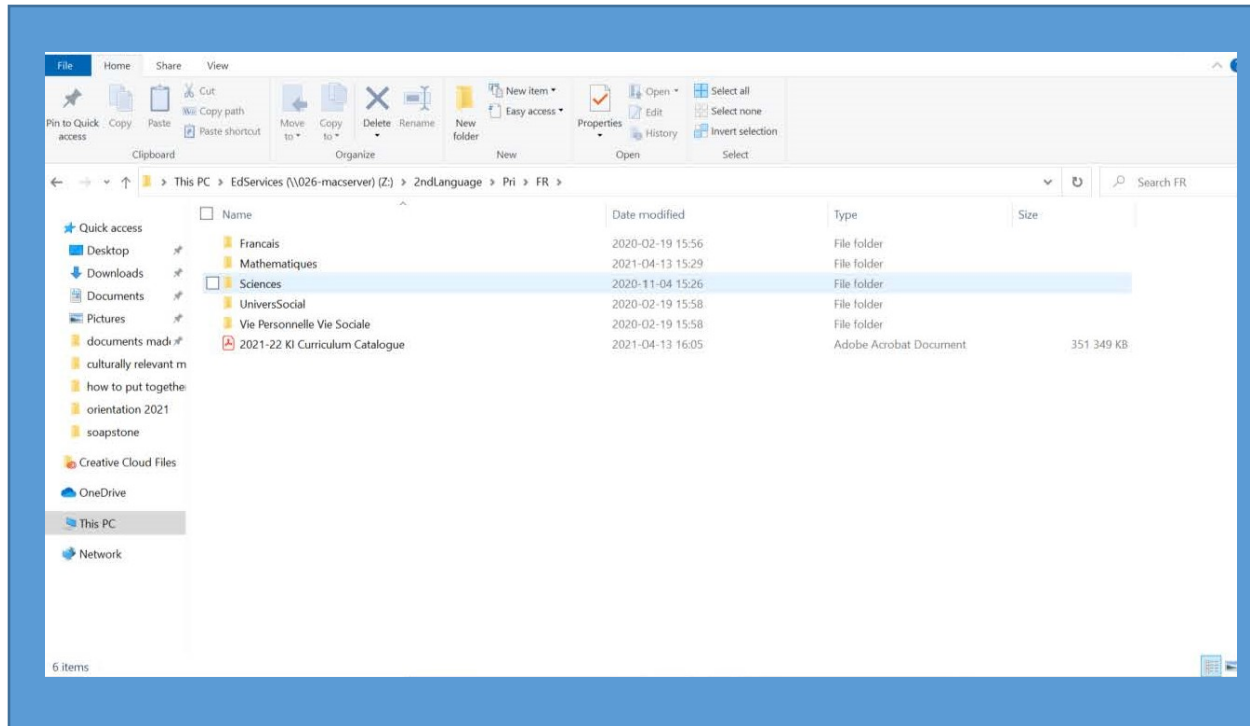 File Home Share View
Pin to Quick access
Copy
Paste
Cut
Copy path
Paste shortcut
Clipboard
Move to
Copy to
Delete
Rename
Organize
New folder
New item
Easy access
New
Properties
Open
Edit
History
Open
Select all
Select none
Invert selection
Select
This PC > EdServices (\\026-macserver) (Z:) > 2ndLanguage > Pri > FR >
Search FR
Quick access
Desktop
Downloads
Documents
Pictures
documents mad
culturally relevant m
how to put togethe
orientation 2021
soapstone
Creative Cloud Files
OneDrive
This PC
Network
Name Date modified Type Size
Francais 2020-02-19 15:56 File folder
Mathematiques 2021-04-13 15:29 File folder
Sciences 2020-11-04 15:26 File folder
UniversSocial 2020-02-19 15:58 File folder
Vie Personnelle Vie Sociale 2020-02-19 15:58 File folder
2021-22 KI Curriculum Catalogue 2021-04-13 16:05 Adobe Acrobat Document 351 349 KB
6 items